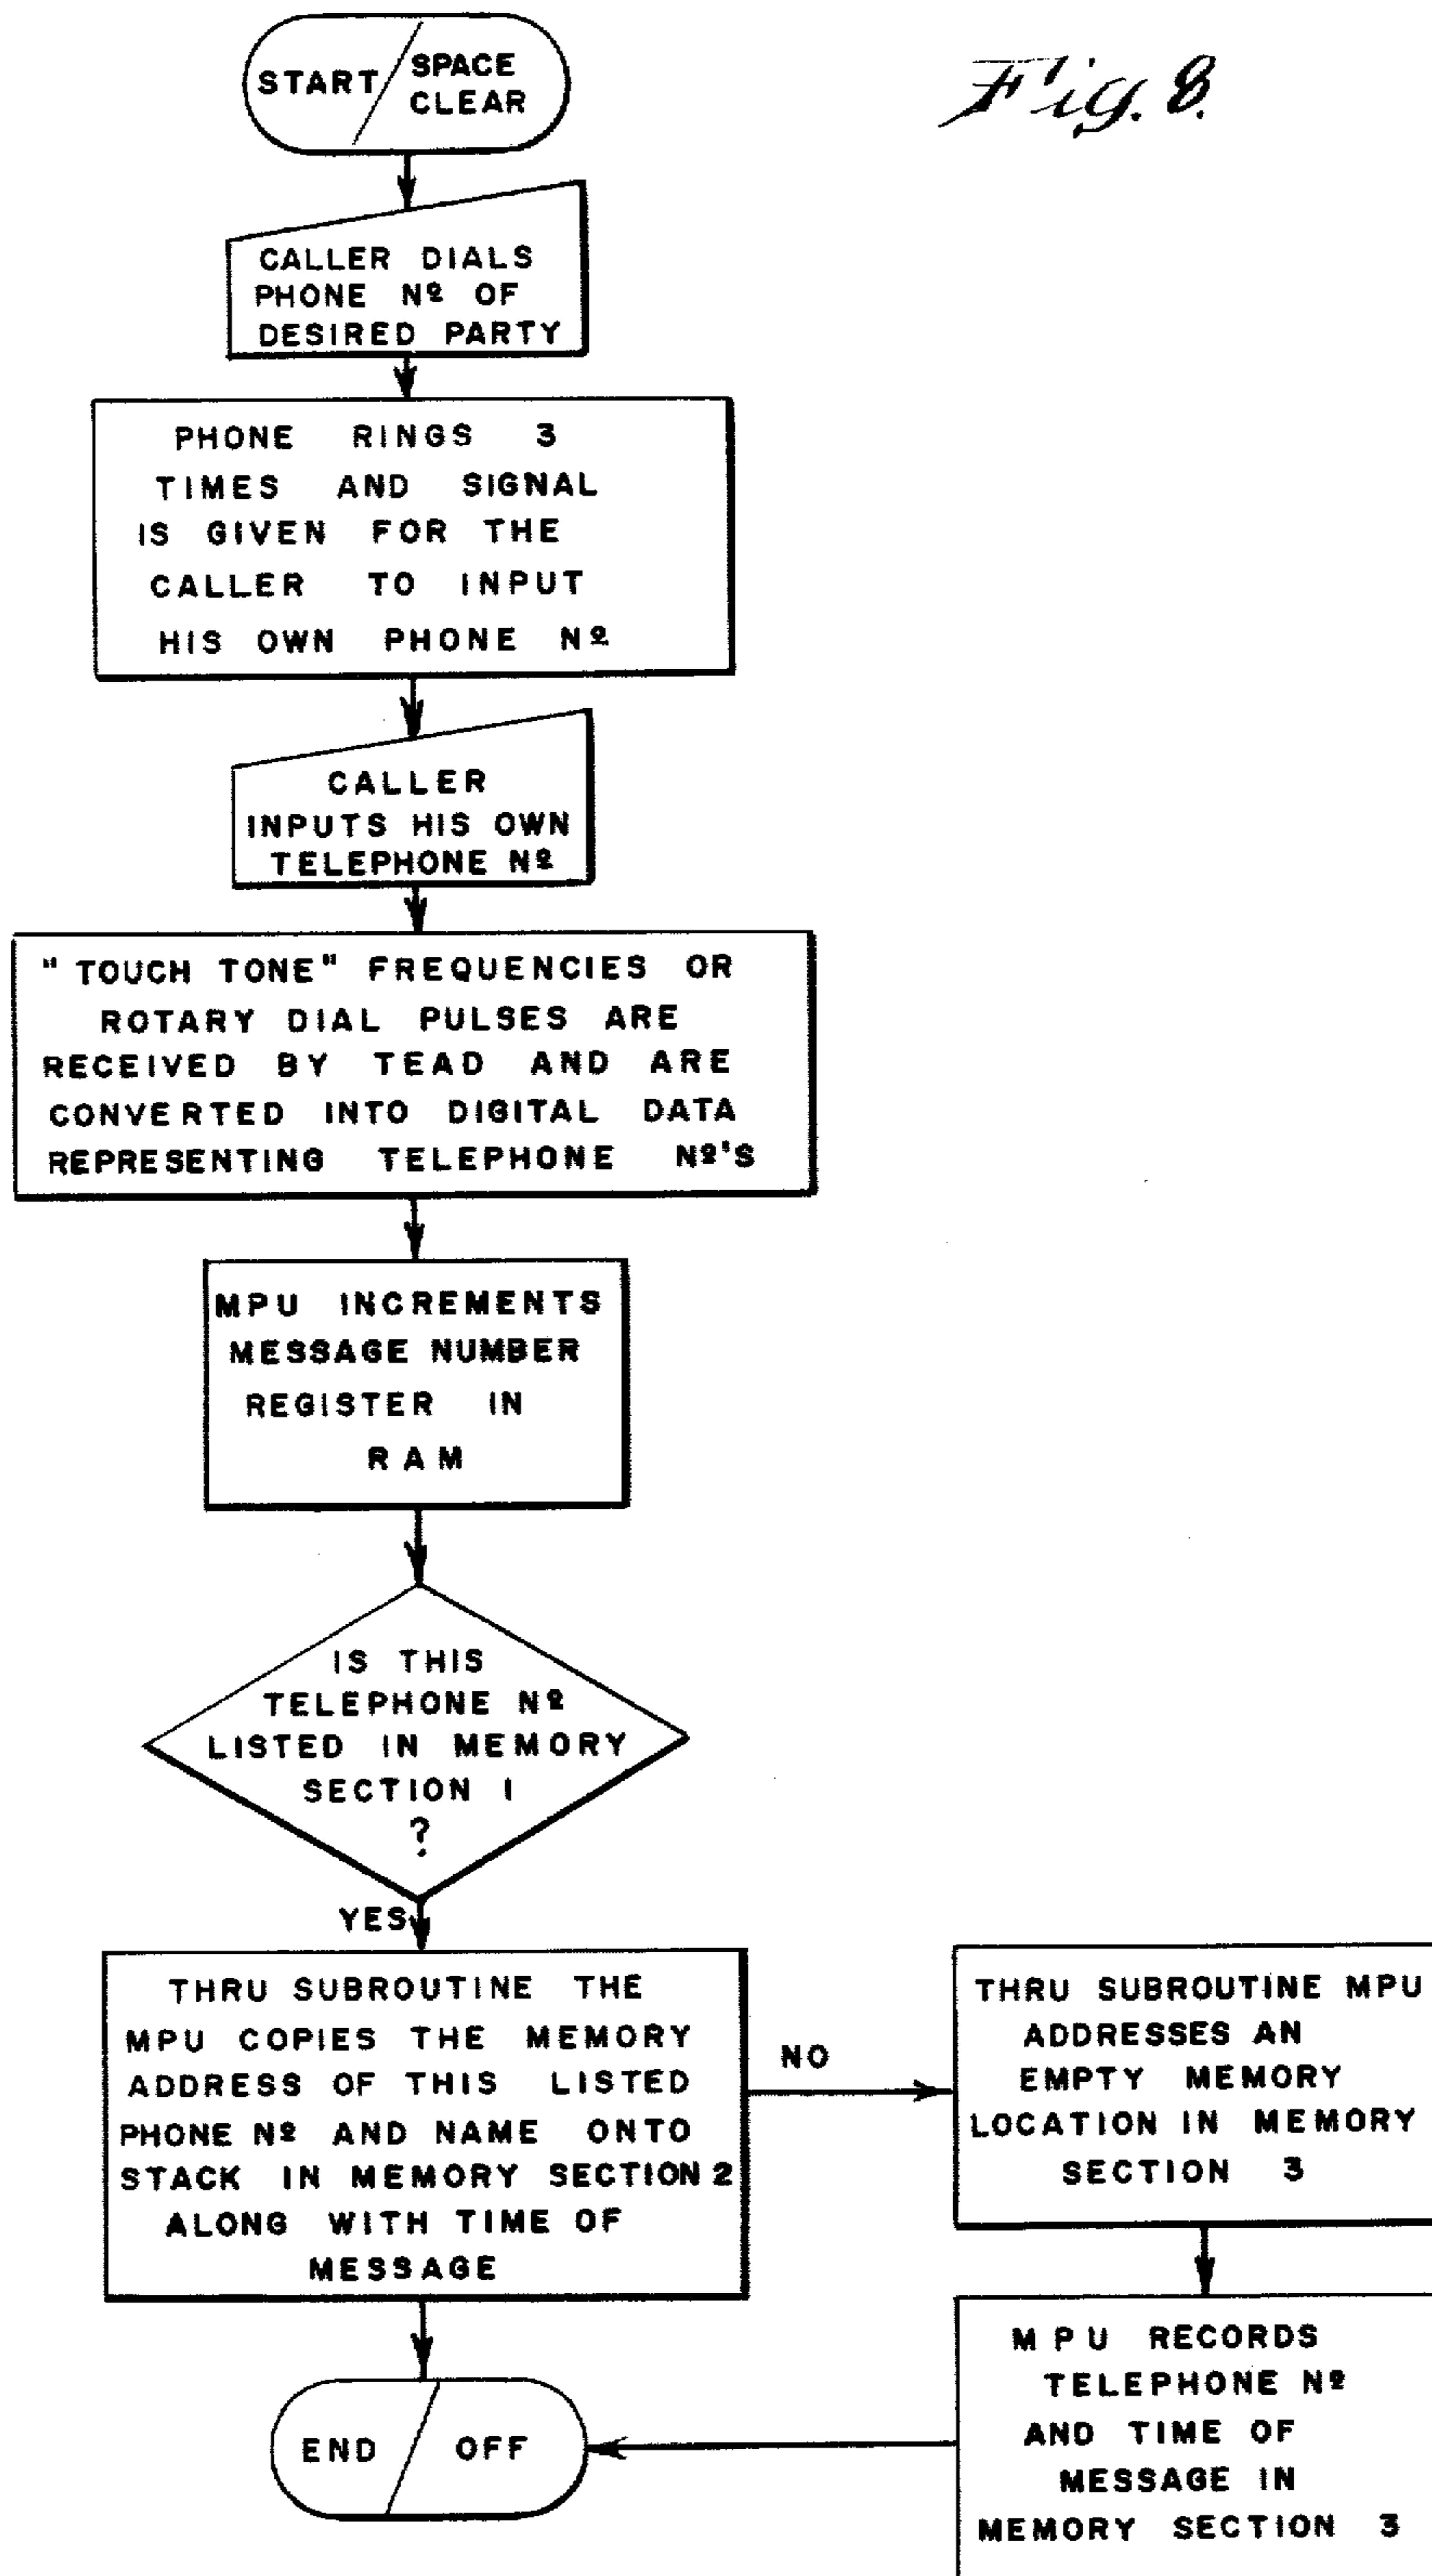 Fig. 8.
START/SPACE
CLEAR
CALLER DIALS
PHONE Nº OF
DESIRED PARTY
PHONE RINGS 3
TIMES AND SIGNAL
IS GIVEN FOR THE
CALLER TO INPUT
HIS OWN PHONE Nº
CALLER
INPUTS HIS OWN
TELEPHONE Nº
"TOUCH TONE" FREQUENCIES OR
ROTARY DIAL PULSES ARE
RECEIVED BY TEAD AND ARE
CONVERTED INTO DIGITAL DATA
REPRESENTING TELEPHONE Nº'S
MPU INCREMENTS
MESSAGE NUMBER
REGISTER IN
RAM
IS THIS
TELEPHONE Nº
LISTED IN MEMORY
SECTION 1
?
YES
THRU SUBROUTINE THE
MPU COPIES THE MEMORY
ADDRESS OF THIS LISTED
PHONE Nº AND NAME ONTO
STACK IN MEMORY SECTION 2
ALONG WITH TIME OF
MESSAGE
NO
THRU SUBROUTINE MPU
ADDRESSES AN
EMPTY MEMORY
LOCATION IN MEMORY
SECTION 3
MPU RECORDS
TELEPHONE Nº
AND TIME OF
MESSAGE IN
MEMORY SECTION 3
END/OFF